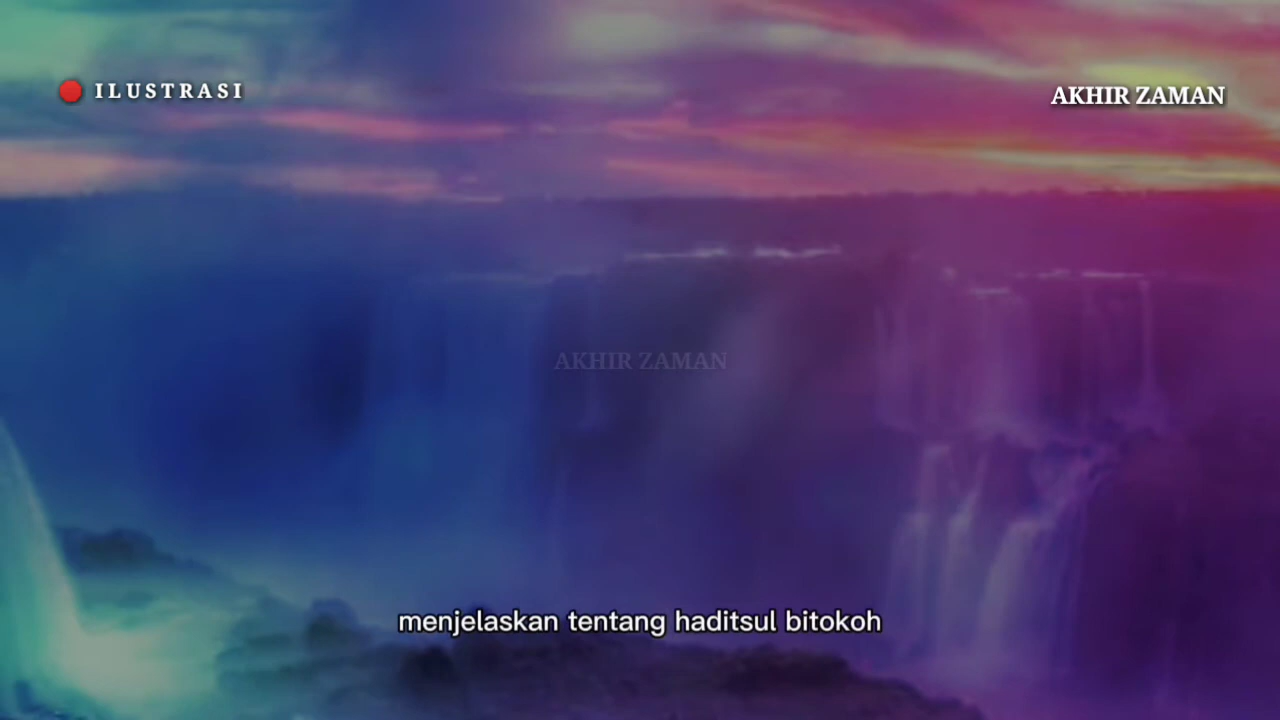 ILUSTRASI
AKHIR ZAMAN
AKHIR ZAMAN
menjelaskan tentang haditsul bitokoh